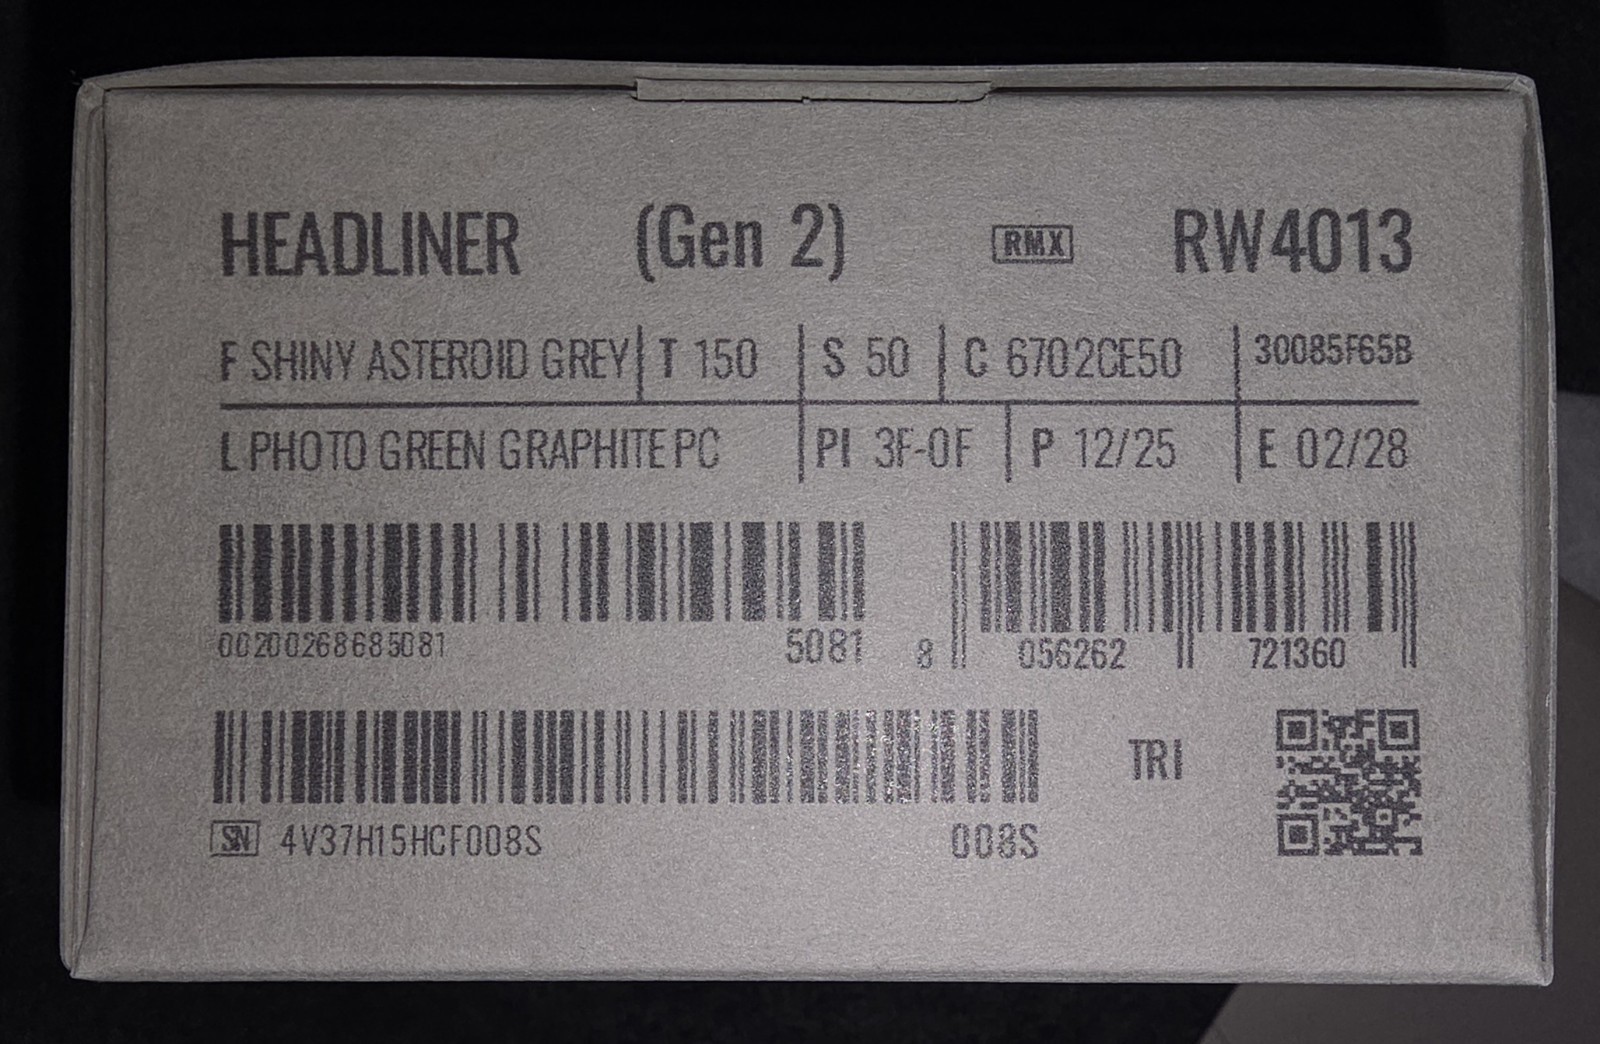 HEADLINER (Gen 2) RMX RW4013
F SHINY ASTEROID GREY T 150 S 50 C 6702CE50 30085F65B
L PHOTO GREEN GRAPHITE PC PI 3F-0F P 12/25 E 02/28
00200268685081 5081 8 056262 721360
TRI
SN 4V37H15HCF008S 008S